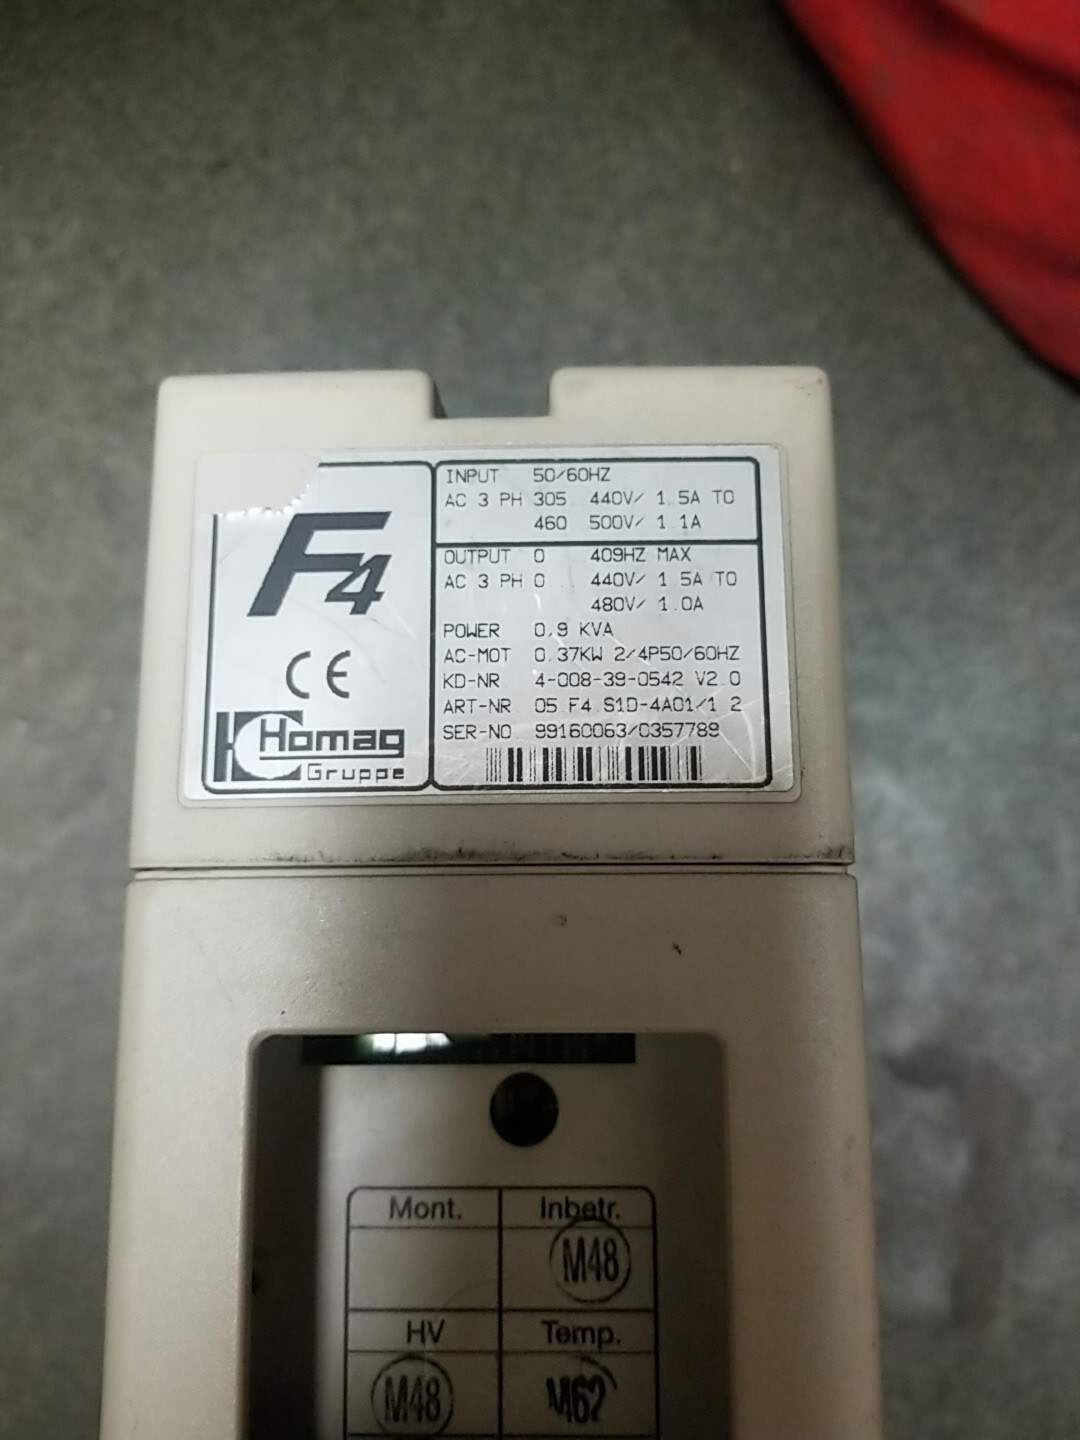 F4
CE
Homag
Gruppe
INPUT 50/60HZ
AC 3 PH 305 440V/ 1.5A TO
460 500V/ 1.1A
OUTPUT 0 409HZ MAX
AC 3 PH 0 440V/ 1.5A TO
480V/ 1.0A
POWER 0.9 KVA
AC-MOT 0.37KW 2/4P50/60HZ
KD-NR 4-008-39-0542 V2.0
ART-NR 05 F4 S1D-4A01/1 2
SER-NO 99160063/0357789
Mont. Inbetr.
M48
HV Temp.
M48 M62